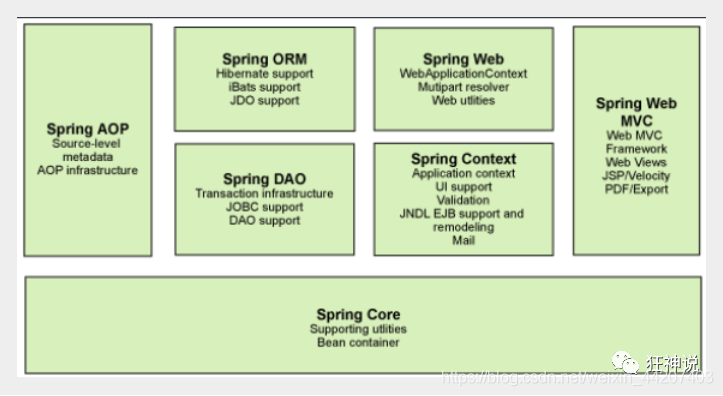 Spring AOP
Source-level
metadata
AOP infrastructure
Spring ORM
Hibernate support
iBats support
JDO support
Spring DAO
Transaction infrastructure
JOBC support
DAO support
Spring Web
WebApplicationContext
Mutipart resolver
Web utlities
Spring Context
Application context
UI support
Validation
JNDL EJB support and
remodeling
Mail
Spring Web
MVC
Web MVC
Framework
Web Views
JSP/Velocity
PDF/Export
Spring Core
Supporting utlities
Bean container
狂神说
https://blog.csdn.net/weixin_44207403